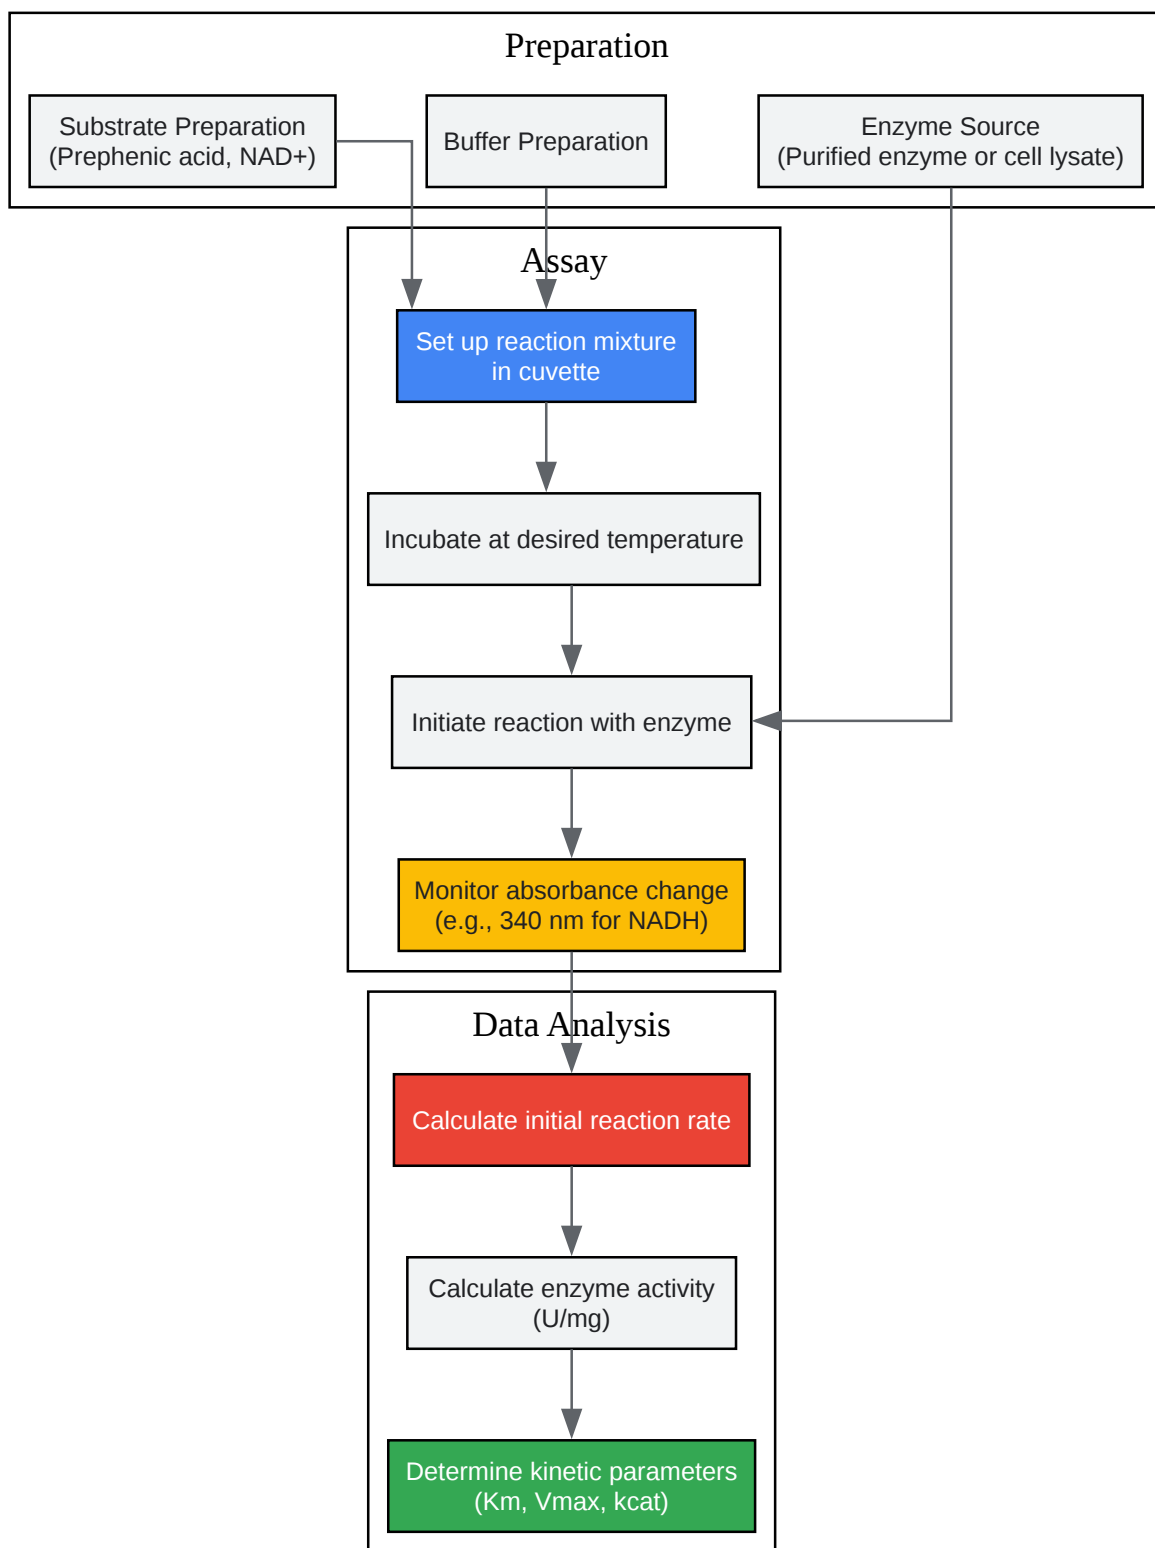 Preparation
Substrate Preparation
(Prephenic acid, NAD+)
Buffer Preparation
Enzyme Source
(Purified enzyme or cell lysate)
Assay
Set up reaction mixture
in cuvette
Incubate at desired temperature
Initiate reaction with enzyme
Monitor absorbance change
(e.g., 340 nm for NADH)
Data Analysis
Calculate initial reaction rate
Calculate enzyme activity
(U/mg)
Determine kinetic parameters
(Km, Vmax, kcat)